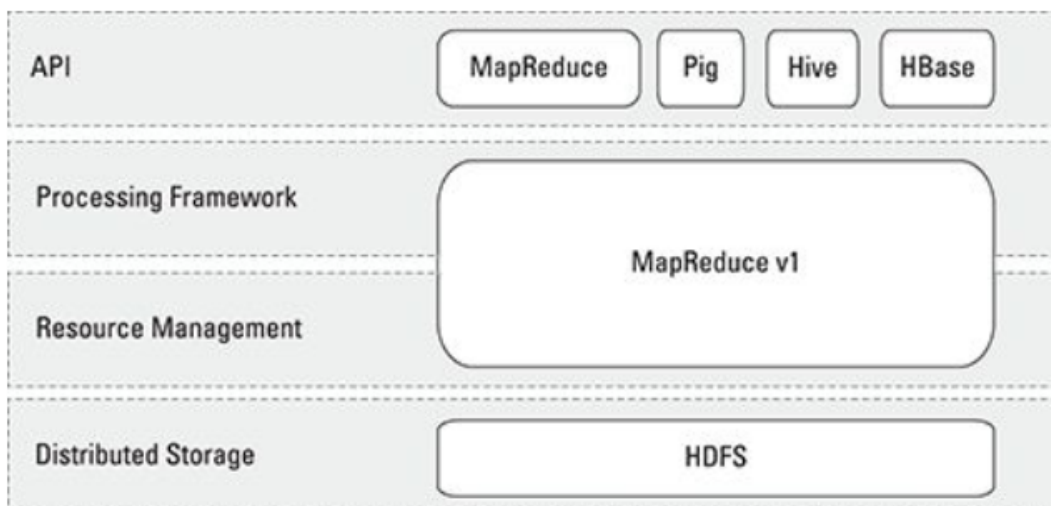 API
MapReduce Pig Hive HBase
Processing Framework
MapReduce v1
Resource Management
Distributed Storage
HDFS